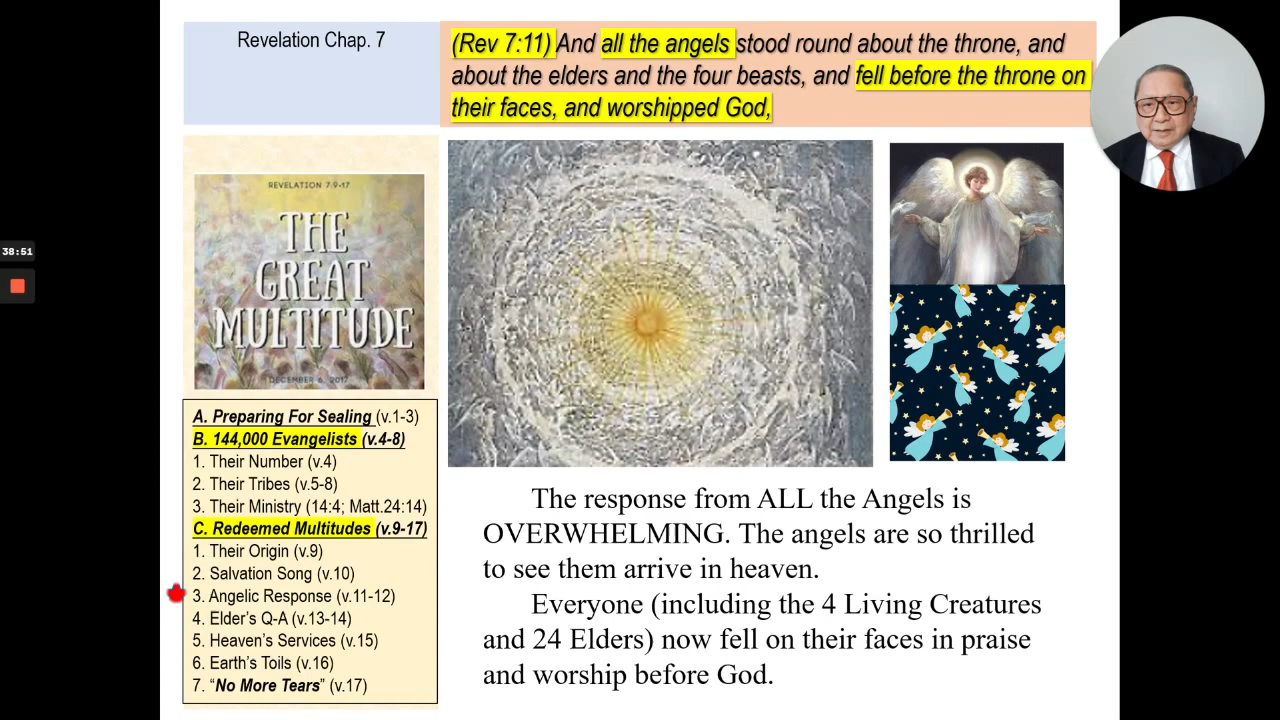 Revelation Chap. 7
(Rev 7:11) And all the angels stood round about the throne, and
about the elders and the four beasts, and fell before the throne on
their faces, and worshipped God,
38:51
REVELATION 7:9-17
THE
GREAT
MULTITUDE
DECEMBER 6, 2017
A. Preparing For Sealing (v.1-3)
B. 144,000 Evangelists (v.4-8)
1. Their Number (v.4)
2. Their Tribes (v.5-8)
3. Their Ministry (14:4; Matt.24:14)
C. Redeemed Multitudes (v.9-17)
1. Their Origin (v.9)
2. Salvation Song (v.10)
3. Angelic Response (v.11-12)
4. Elder's Q-A (v.13-14)
5. Heaven's Services (v.15)
6. Earth's Toils (v.16)
7. "No More Tears" (v.17)
The response from ALL the Angels is
OVERWHELMING. The angels are so thrilled
to see them arrive in heaven.
Everyone (including the 4 Living Creatures
and 24 Elders) now fell on their faces in praise
and worship before God.